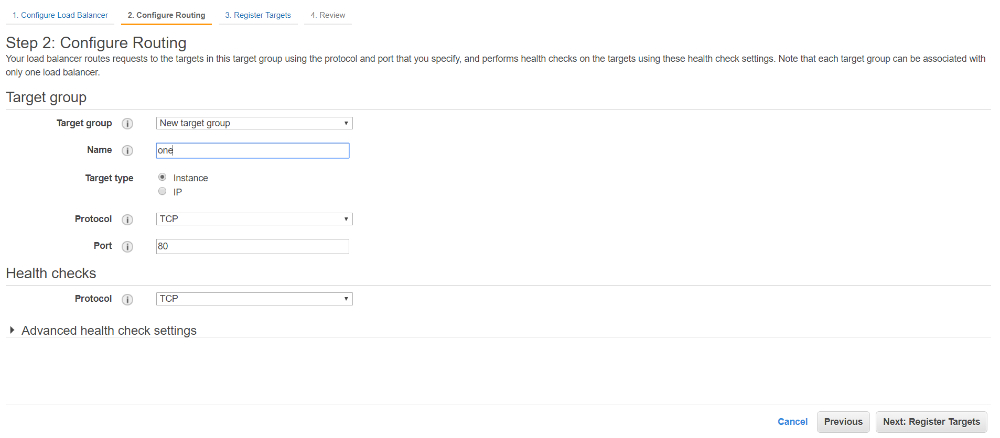 1. Configure Load Balancer 2. Configure Routing 3. Register Targets 4. Review
Step 2: Configure Routing
Your load balancer routes requests to the targets in this target group using the protocol and port that you specify, and performs health checks on the targets using these health check settings. Note that each target group can be associated with
only one load balancer.
Target group
Target group i New target group
Name i one
Target type Instance
IP
Protocol i TCP
Port i 80
Health checks
Protocol i TCP
Advanced health check settings
Cancel Previous Next: Register Targets